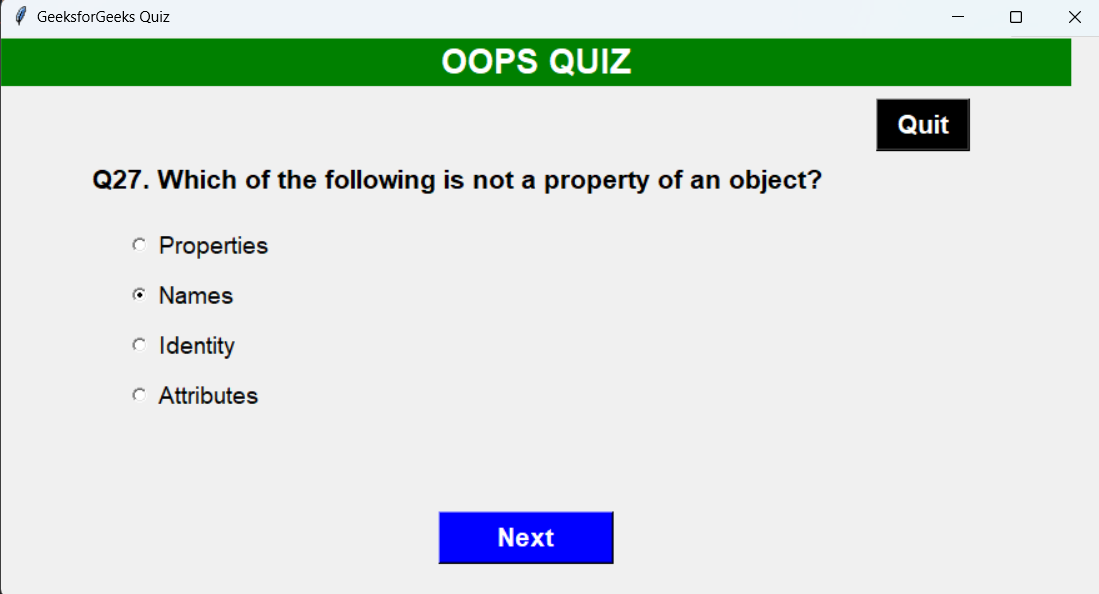 GeeksforGeeks Quiz
OOPS QUIZ
Quit
Q27. Which of the following is not a property of an object?
Properties
Names
Identity
Attributes
Next